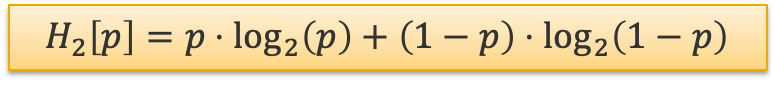 H₂[p] = p · log₂(p) + (1 − p) · log₂(1 − p)